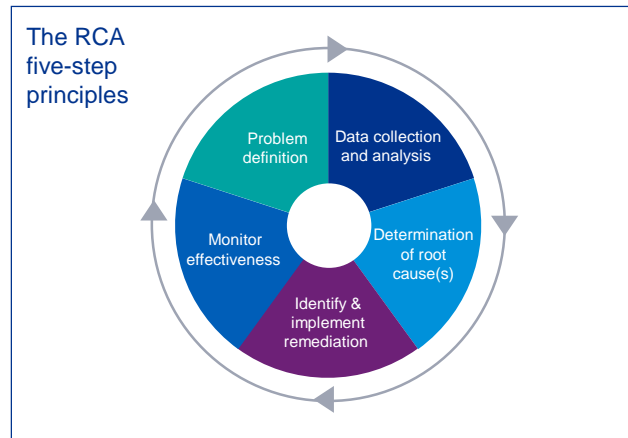 The RCA
five-step
principles
Problem
definition
Data collection
and analysis
Determination
of root
cause(s)
Identify &
implement
remediation
Monitor
effectiveness